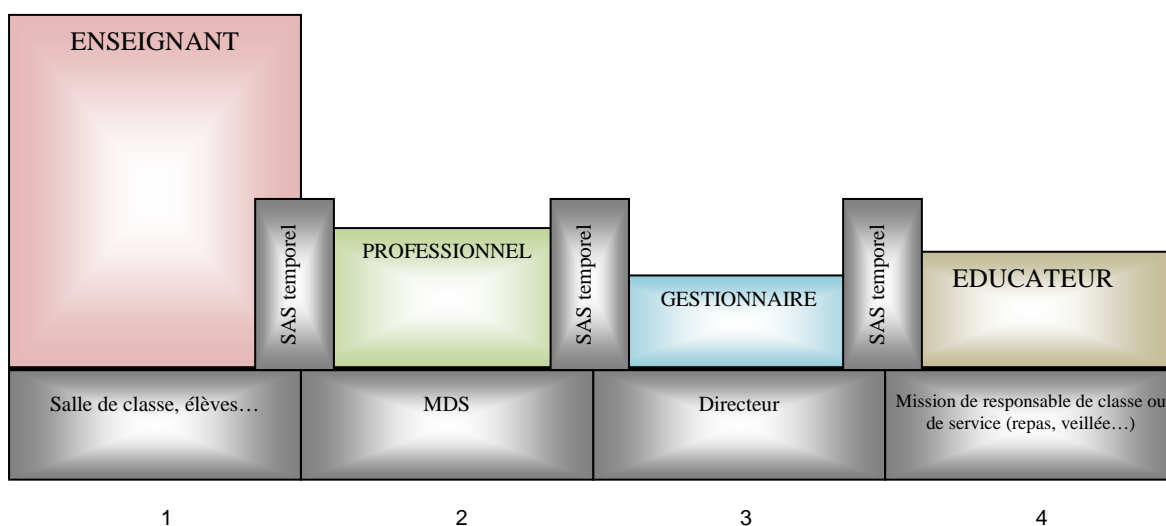 ENSEIGNANT
SAS temporel
PROFESSIONNEL
SAS temporel
GESTIONNAIRE
SAS temporel
EDUCATEUR
Salle de classe, élèves…
MDS
Directeur
Mission de responsable de classe ou
de service (repas, veillée…)
1
2
3
4